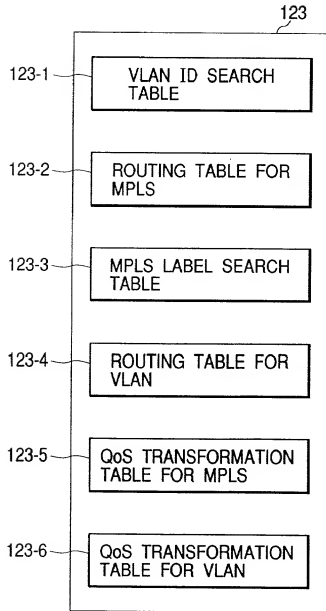 123
123-1
VLAN ID SEARCH
TABLE
123-2
ROUTING TABLE FOR
MPLS
123-3
MPLS LABEL SEARCH
TABLE
123-4
ROUTING TABLE FOR
VLAN
123-5
QoS TRANSFORMATION
TABLE FOR MPLS
123-6
QoS TRANSFORMATION
TABLE FOR VLAN